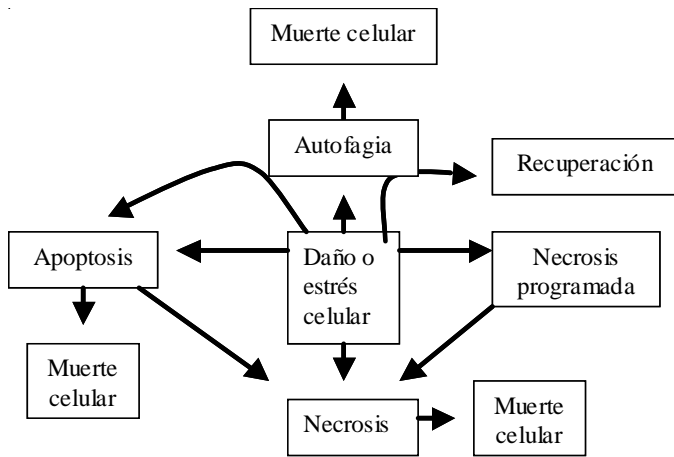 Muerte celular
Autofagia
Recuperación
Apoptosis
Daño o
estrés
celular
Necrosis
programada
Muerte
celular
Necrosis
Muerte
celular